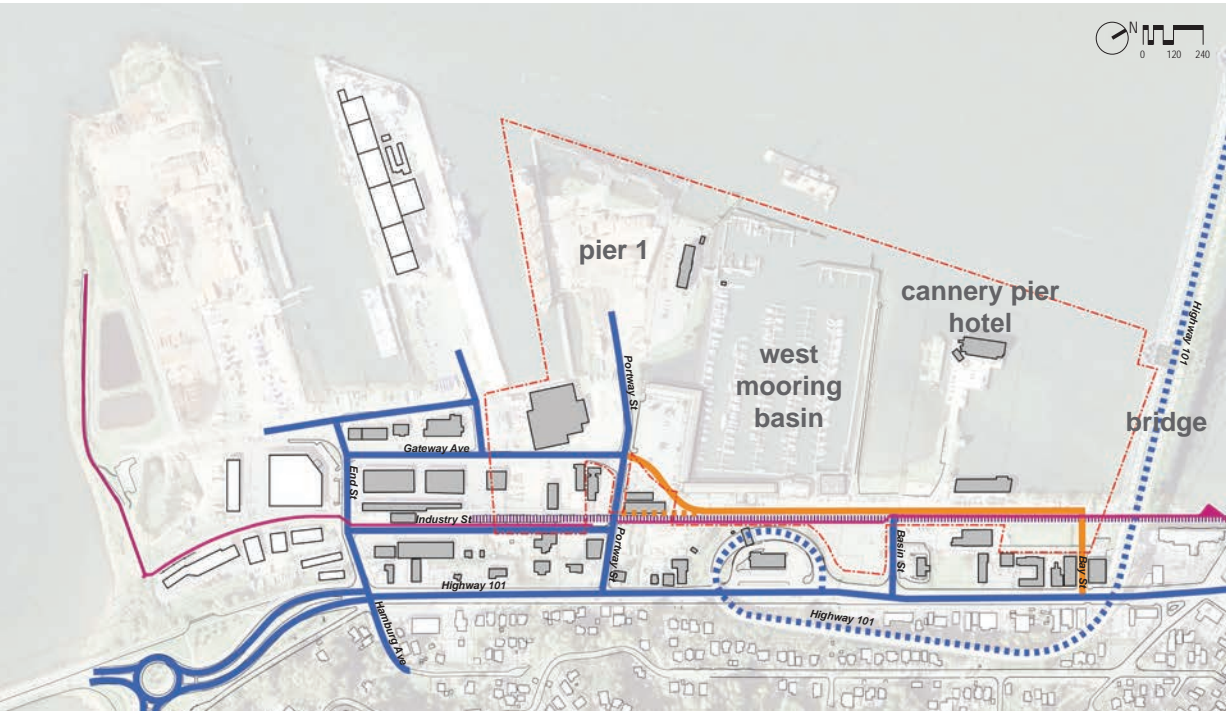 N
0 120 240
pier 1
cannery pier
hotel
west
mooring
basin
bridge
Highway 101
Portway St
Gateway Ave
End St
Industry St
Portway St
Basin St
Bay St
Highway 101
Highway 101
Hamburg Ave